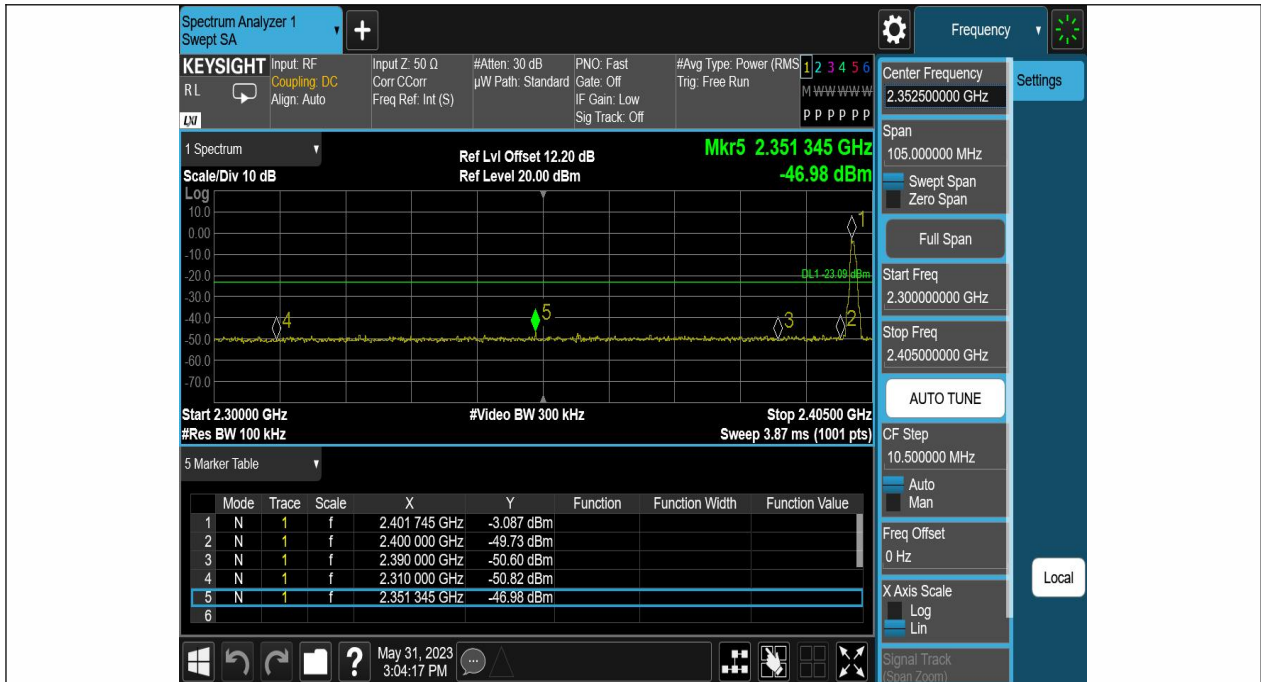 Spectrum Analyzer 1
Swept SA
+
Frequency
KEYSIGHT
RL
LXI
Input: RF
Coupling: DC
Align: Auto
Input Z: 50 Ω
Corr CCorr
Freq Ref: Int (S)
#Atten: 30 dB
µW Path: Standard
PNO: Fast
Gate: Off
IF Gain: Low
Sig Track: Off
#Avg Type: Power (RMS
Trig: Free Run
1 2 3 4 5 6
M W W W W W
P P P P P P
1 Spectrum
Scale/Div 10 dB
Ref Lvl Offset 12.20 dB
Ref Level 20.00 dBm
Mkr5 2.351 345 GHz
-46.98 dBm
Log
10.0
0.00
-10.0
-20.0
-30.0
-40.0
-50.0
-60.0
-70.0
1
DL1 -23.09 dBm
4
5
3
2
Start 2.30000 GHz
#Res BW 100 kHz
#Video BW 300 kHz
Stop 2.40500 GHz
Sweep 3.87 ms (1001 pts)
5 Marker Table
Mode Trace Scale X Y Function Function Width Function Value
1 N 1 f 2.401 745 GHz -3.087 dBm
2 N 1 f 2.400 000 GHz -49.73 dBm
3 N 1 f 2.390 000 GHz -50.60 dBm
4 N 1 f 2.310 000 GHz -50.82 dBm
5 N 1 f 2.351 345 GHz -46.98 dBm
6
?
May 31, 2023
3:04:17 PM
Center Frequency
2.352500000 GHz
Settings
Span
105.000000 MHz
Swept Span
Zero Span
Full Span
Start Freq
2.300000000 GHz
Stop Freq
2.405000000 GHz
AUTO TUNE
CF Step
10.500000 MHz
Auto
Man
Freq Offset
0 Hz
Local
X Axis Scale
Log
Lin
Signal Track
(Span Zoom)